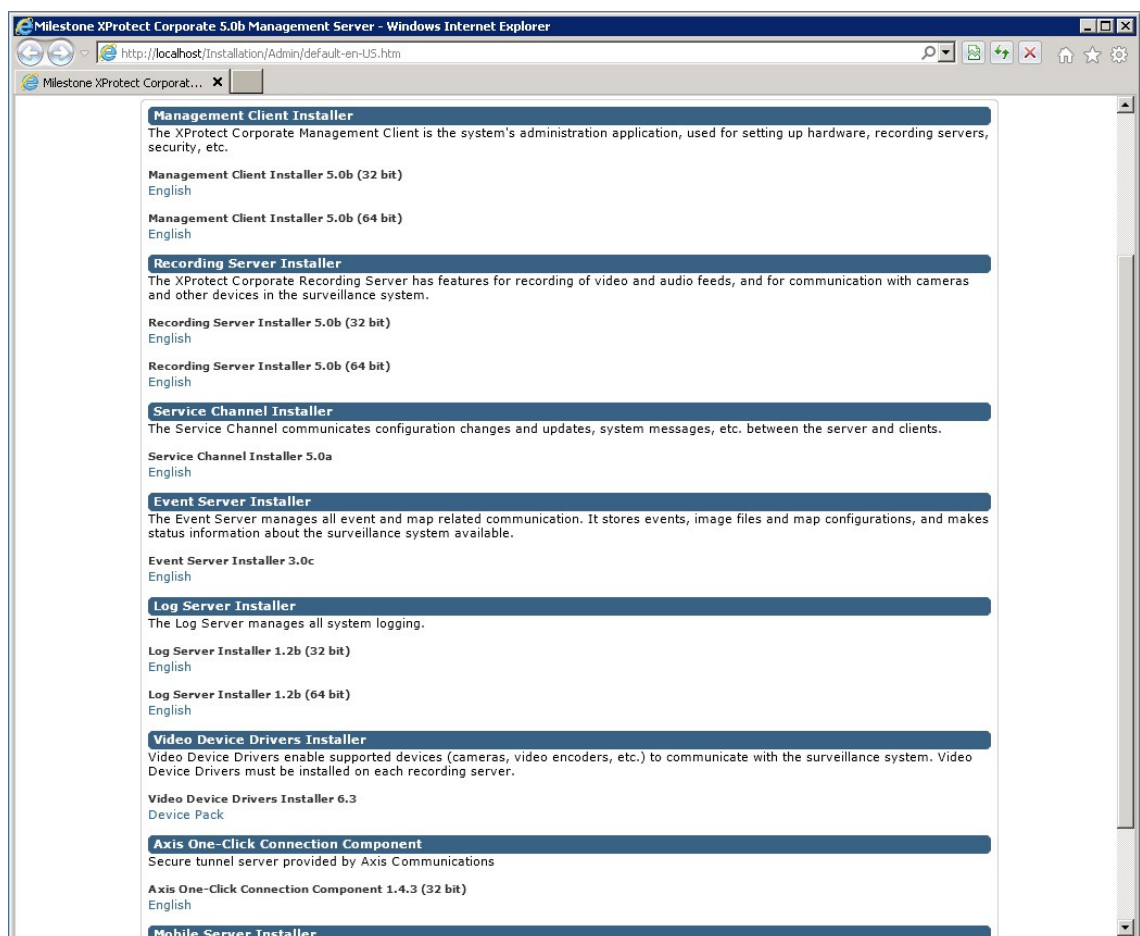 Milestone XProtect Corporate 5.0b Management Server - Windows Internet Explorer
http://localhost/Installation/Admin/default-en-US.htm
Milestone XProtect Corporat...
Management Client Installer
The XProtect Corporate Management Client is the system's administration application, used for setting up hardware, recording servers,
security, etc.
Management Client Installer 5.0b (32 bit)
English
Management Client Installer 5.0b (64 bit)
English
Recording Server Installer
The XProtect Corporate Recording Server has features for recording of video and audio feeds, and for communication with cameras
and other devices in the surveillance system.
Recording Server Installer 5.0b (32 bit)
English
Recording Server Installer 5.0b (64 bit)
English
Service Channel Installer
The Service Channel communicates configuration changes and updates, system messages, etc. between the server and clients.
Service Channel Installer 5.0a
English
Event Server Installer
The Event Server manages all event and map related communication. It stores events, image files and map configurations, and makes
status information about the surveillance system available.
Event Server Installer 3.0c
English
Log Server Installer
The Log Server manages all system logging.
Log Server Installer 1.2b (32 bit)
English
Log Server Installer 1.2b (64 bit)
English
Video Device Drivers Installer
Video Device Drivers enable supported devices (cameras, video encoders, etc.) to communicate with the surveillance system. Video
Device Drivers must be installed on each recording server.
Video Device Drivers Installer 6.3
Device Pack
Axis One-Click Connection Component
Secure tunnel server provided by Axis Communications
Axis One-Click Connection Component 1.4.3 (32 bit)
English
Mobile Server Installer